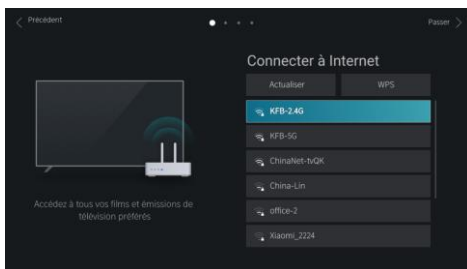 Précédent
Passer
Connecter à Internet
Actualiser
WPS
KFB-2.4G
KFB-5G
ChinaNet-tvQK
China-Lin
office-2
Xiaomi_2224
Accédez à tous vos films et émissions de
télévision préférés